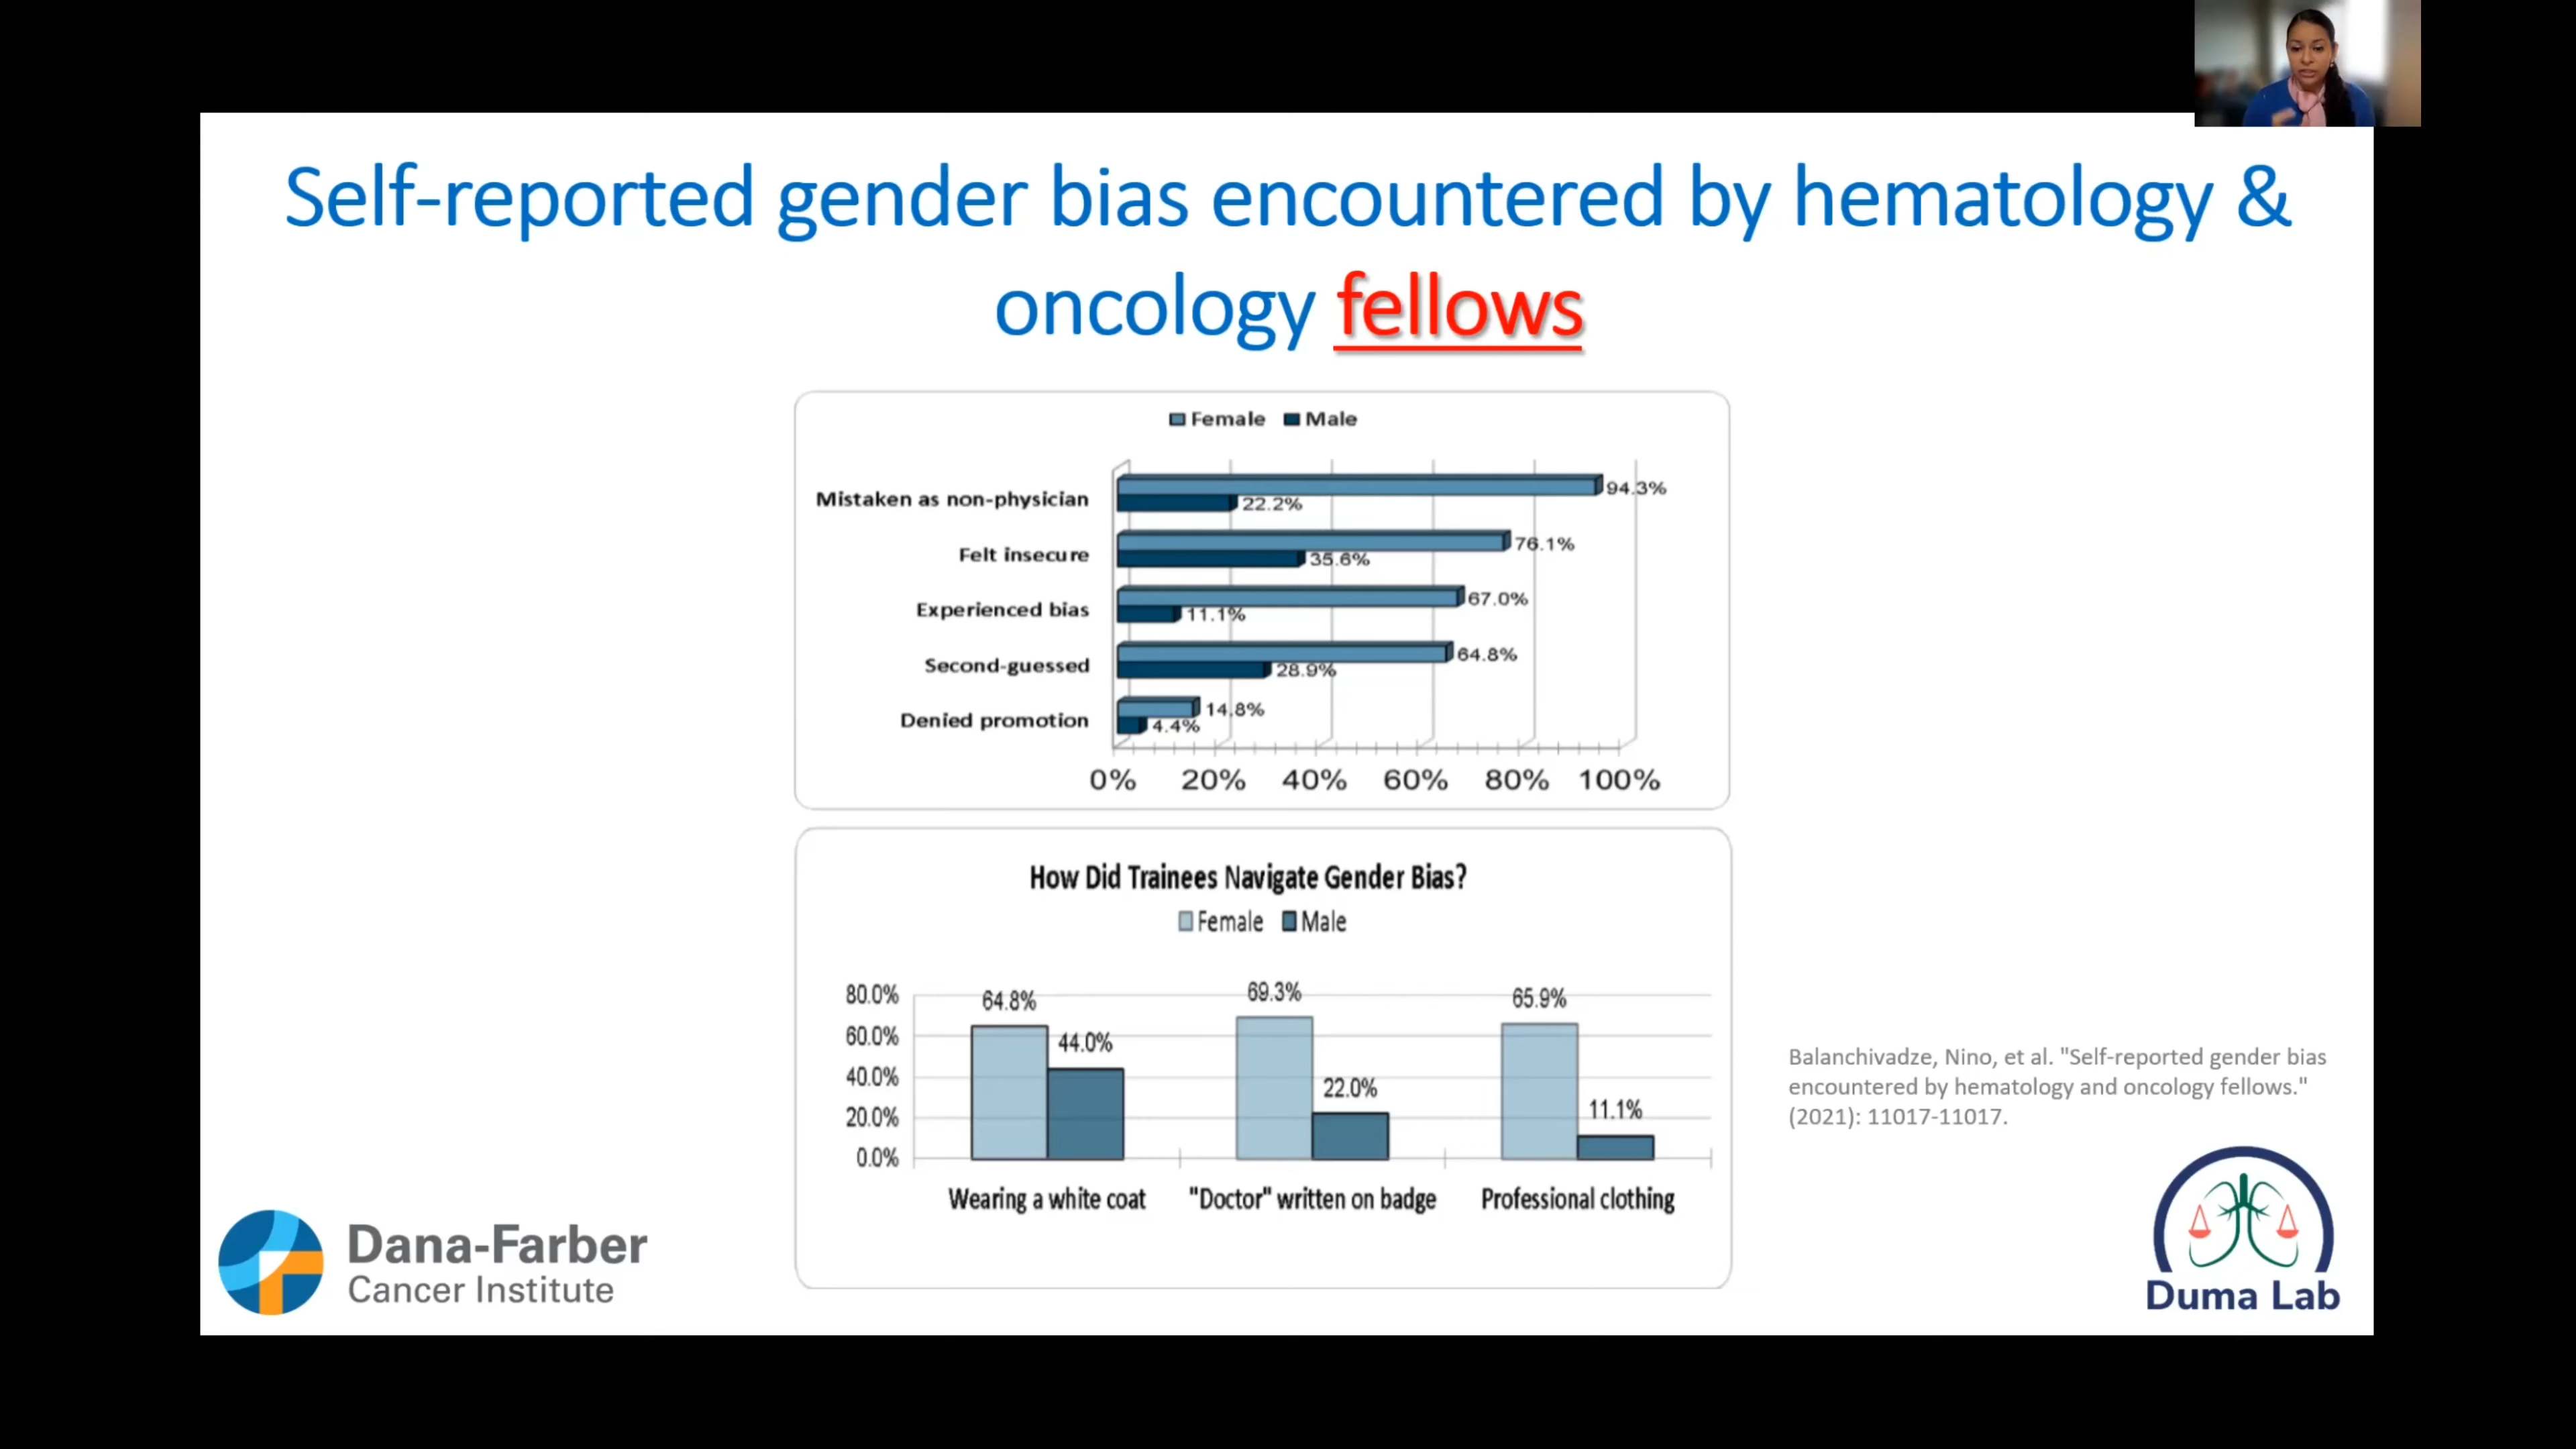 Self-reported gender bias encountered by hematology &
oncology fellows
Female Male
Mistaken as non-physician 94.3% 22.2%
Felt insecure 76.1% 35.6%
Experienced bias 67.0% 11.1%
Second-guessed 64.8% 28.9%
Denied promotion 14.8% 4.4%
0% 20% 40% 60% 80% 100%
How Did Trainees Navigate Gender Bias?
Female Male
80.0%
60.0%
40.0%
20.0%
0.0%
64.8% 44.0% 69.3% 22.0% 65.9% 11.1%
Wearing a white coat "Doctor" written on badge Professional clothing
Balanchivadze, Nino, et al. "Self-reported gender bias
encountered by hematology and oncology fellows."
(2021): 11017-11017.
Dana-Farber
Cancer Institute
Duma Lab